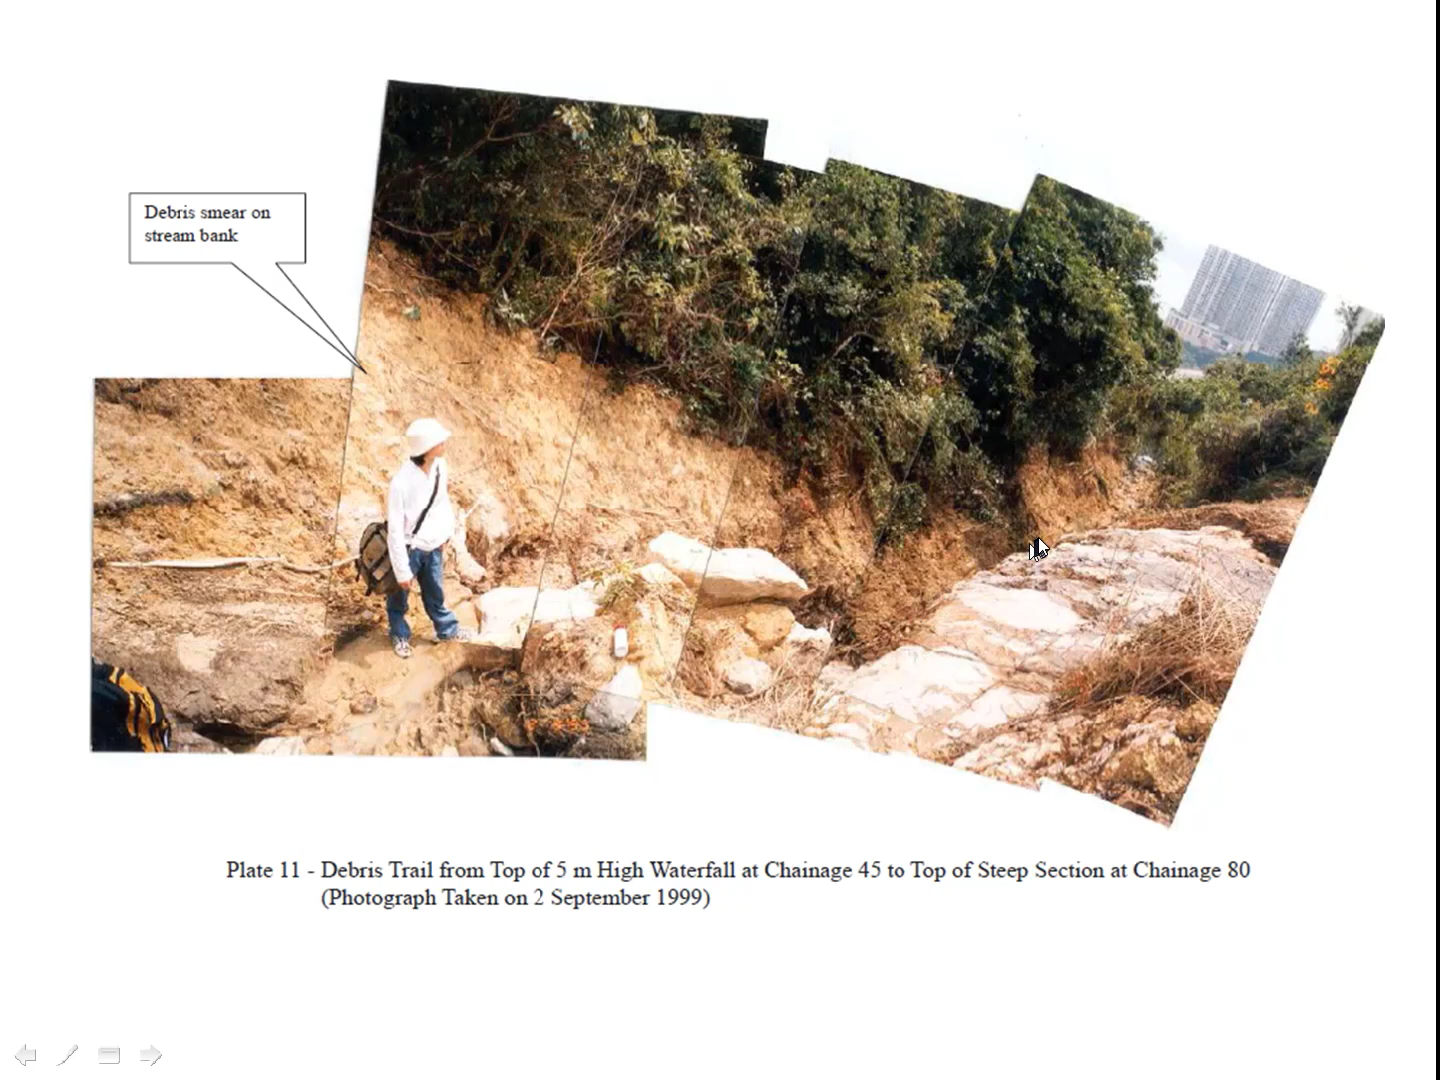 Debris smear on
stream bank
Plate 11 - Debris Trail from Top of 5 m High Waterfall at Chainage 45 to Top of Steep Section at Chainage 80
(Photograph Taken on 2 September 1999)